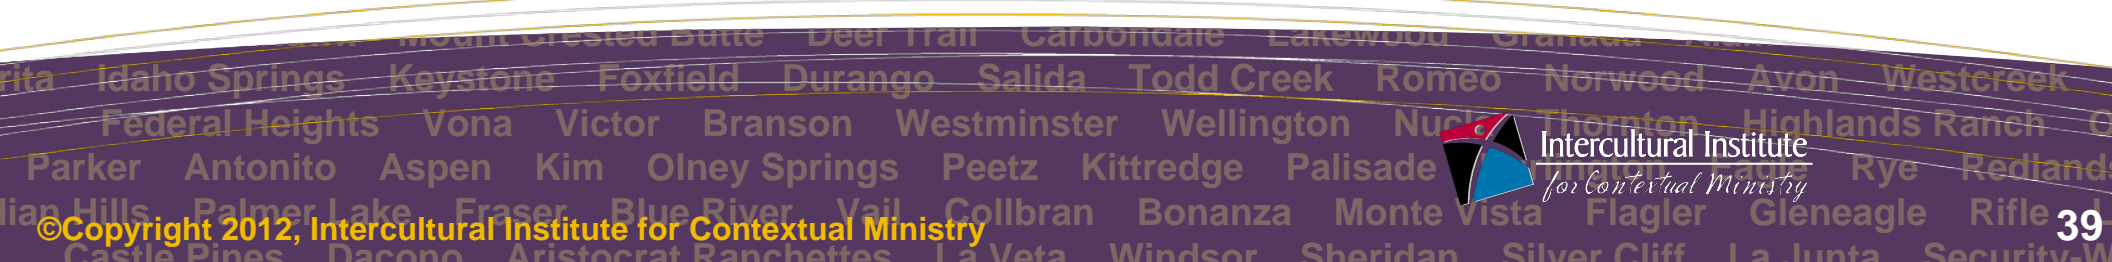 Mount Crested Butte Deer Trail Carbondale Lakewood Granada
Idaho Springs Keystone Foxfield Durango Salida Todd Creek Romeo Norwood Avon Westcreek
Federal Heights Vona Victor Branson Westminster Wellington Thornton Highlands Ranch
Parker Antonito Aspen Kim Olney Springs Peetz Kittredge Palisade Eagle Rye Redlands
Intercultural Institute
for Contextual Ministry
Hills Palmer Lake Fraser Blue River Vail Collbran Bonanza Monte Vista Flagler Gleneagle Rifle
©Copyright 2012, Intercultural Institute for Contextual Ministry
39
Castle Pines Dacono Aristocrat Ranchettes La Veta Windsor Sheridan Silver Cliff La Junta Security-W